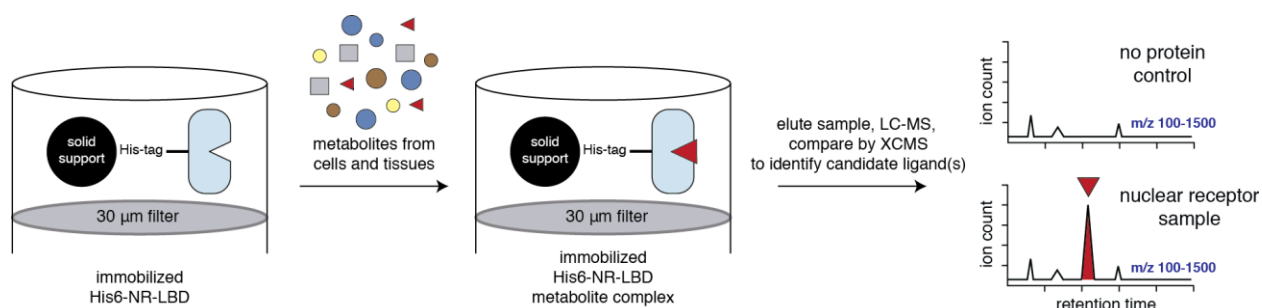 solid
support
His-tag
30 μm filter
immobilized
His6-NR-LBD
metabolites from
cells and tissues
solid
support
His-tag
30 μm filter
immobilized
His6-NR-LBD
metabolite complex
elute sample, LC-MS,
compare by XCMS
to identify candidate ligand(s)
ion count
no protein
control
m/z 100-1500
ion count
nuclear receptor
sample
m/z 100-1500
retention time